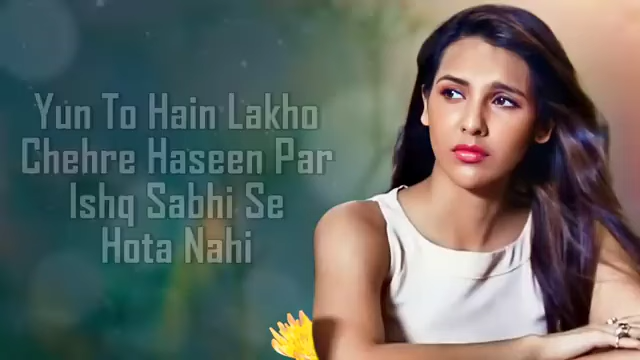 Yun To Hain Lakho
Chehre Haseen Par
Ishq Sabhi Se
Hota Nahi